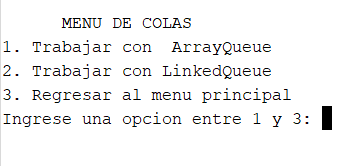 MENU DE COLAS
1. Trabajar con  ArrayQueue
2. Trabajar con LinkedQueue
3. Regresar al menu principal
Ingrese una opcion entre 1 y 3: